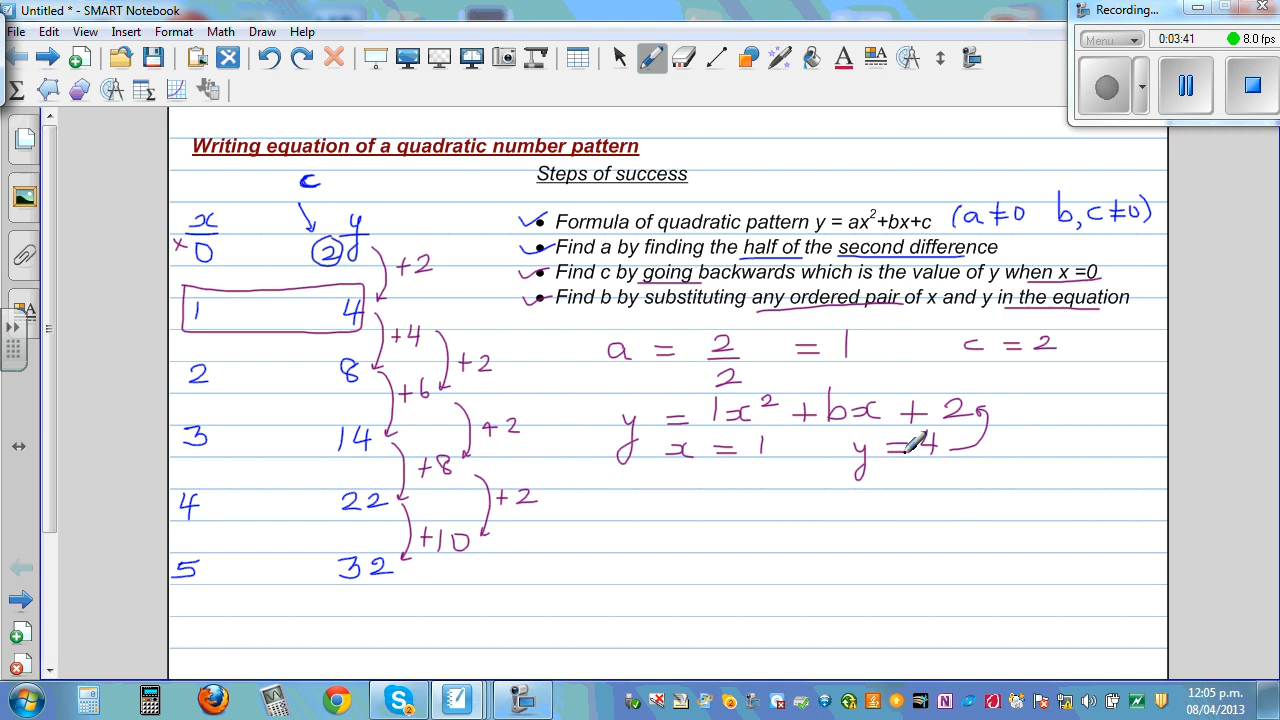 Untitled * - SMART Notebook
Recording...
File Edit View Insert Format Math Draw Help
Menu
0:03:41
8.0 fps
Writing equation of a quadratic number pattern
Steps of success
c
x y
• Formula of quadratic pattern y = ax²+bx+c (a≠0 b,c≠0)
x 0 2
• Find a by finding the half of the second difference
+2
• Find c by going backwards which is the value of y when x =0
• Find b by substituting any ordered pair of x and y in the equation
1 4
+4
+2
a = 2/2 = 1 c = 2
2 8
+6
y = 1x² + bx + 2
+2
3 14
x = 1 y = 4
+8
+2
4 22
+10
5 32
12:05 p.m.
08/04/2013